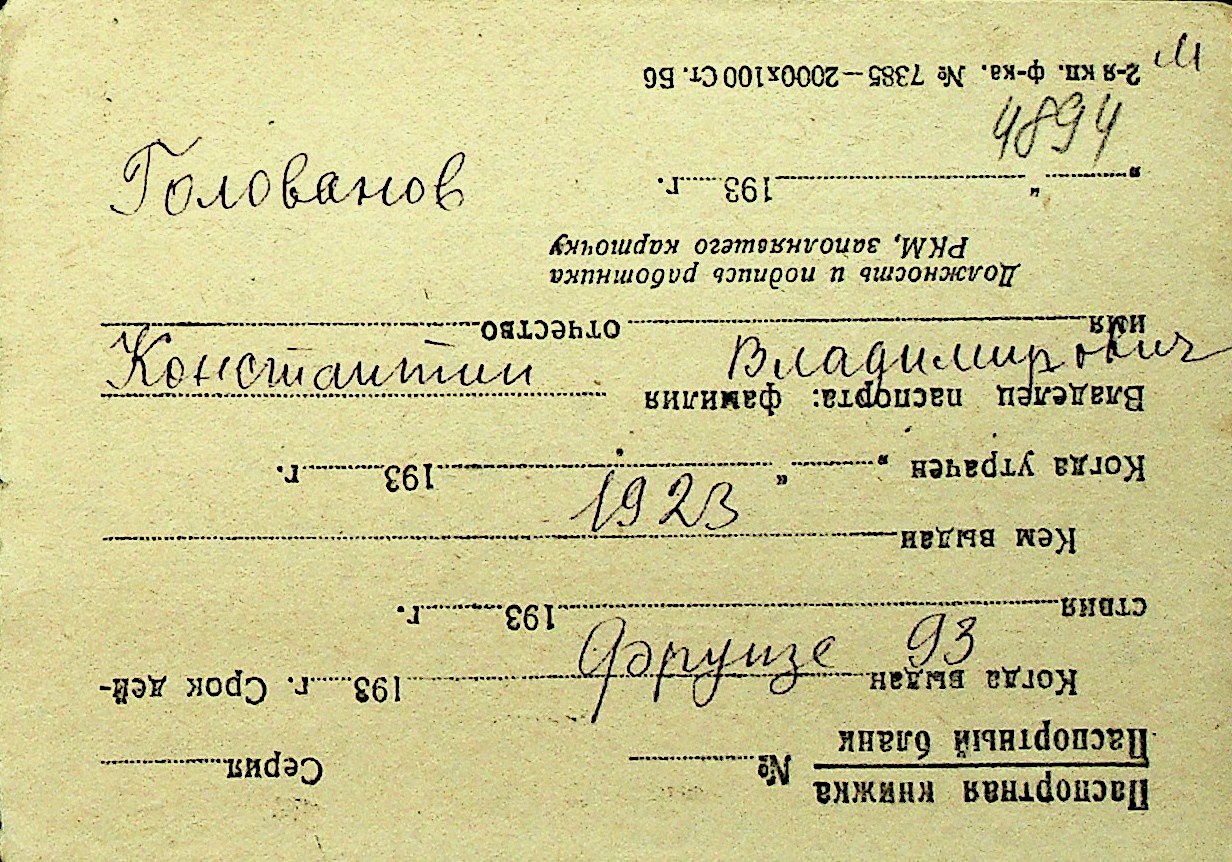 М
4894
Голованов
Константин Владимирович
1923
Фрунзе 93
Паспортная книжка
Паспортный бланк № Серия
Когда выдан 193 г. Срок дей-
ствия 193 г.
Кем выдан
Когда утрачен „ “ 193 г.
Владелец паспорта: фамилия
имя отчество
Должность и подпись работника
РКМ, заполнявшего карточку
„ “ 193 г.
2-я кн. ф-ка. № 7385—2000х100 Ст. Б6